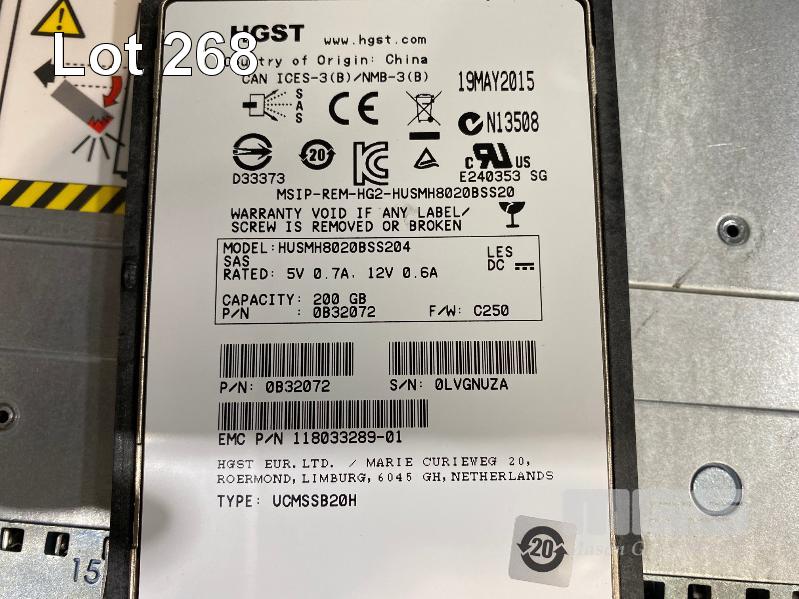 Lot 268
HGST www.hgst.com
Country of Origin: China
CAN ICES-3(B)/NMB-3(B)
19MAY2015
SAS
CE
N13508
D33373
20
c UR US
E240353 SG
MSIP-REM-HG2-HUSMH8020BSS20
WARRANTY VOID IF ANY LABEL/
SCREW IS REMOVED OR BROKEN
MODEL:HUSMH8020BSS204 LES
SAS DC
RATED: 5V 0.7A, 12V 0.6A
CAPACITY: 200 GB
P/N : 0B32072 F/W: C250
P/N: 0B32072 S/N: 0LVGNUZA
EMC P/N 118033289-01
HGST EUR.LTD. / MARIE CURIEWEG 20,
ROERMOND, LIMBURG, 6045 GH, NETHERLANDS
TYPE: UCMSSB20H
20
15